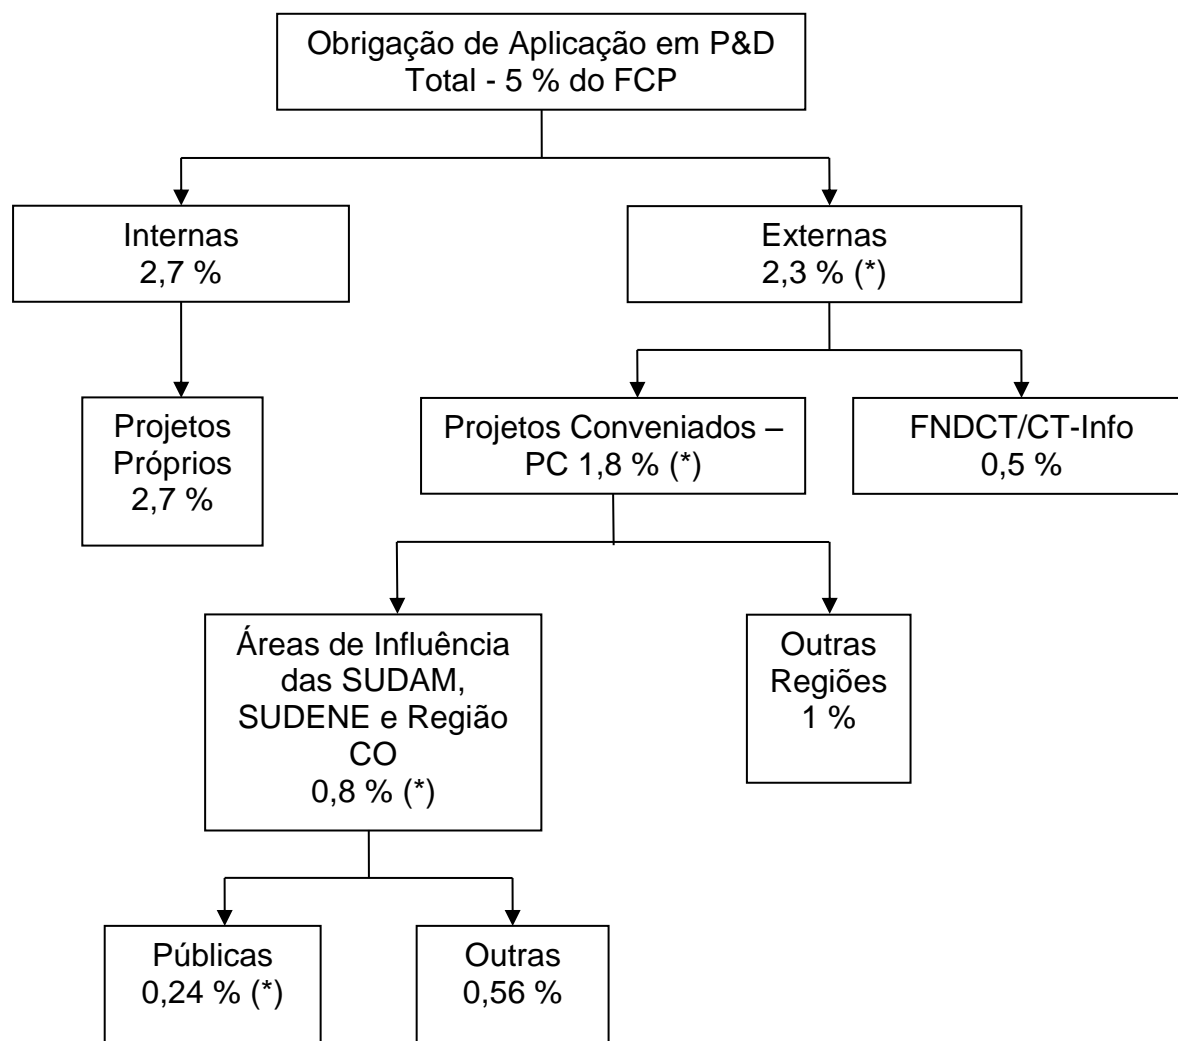 Obrigação de Aplicação em P&D
Total - 5 % do FCP
Internas
2,7 %
Externas
2,3 % (*)
Projetos
Próprios
2,7 %
Projetos Conveniados –
PC 1,8 % (*)
FNDCT/CT-Info
0,5 %
Áreas de Influência
das SUDAM,
SUDENE e Região
CO
0,8 % (*)
Outras
Regiões
1 %
Públicas
0,24 % (*)
Outras
0,56 %